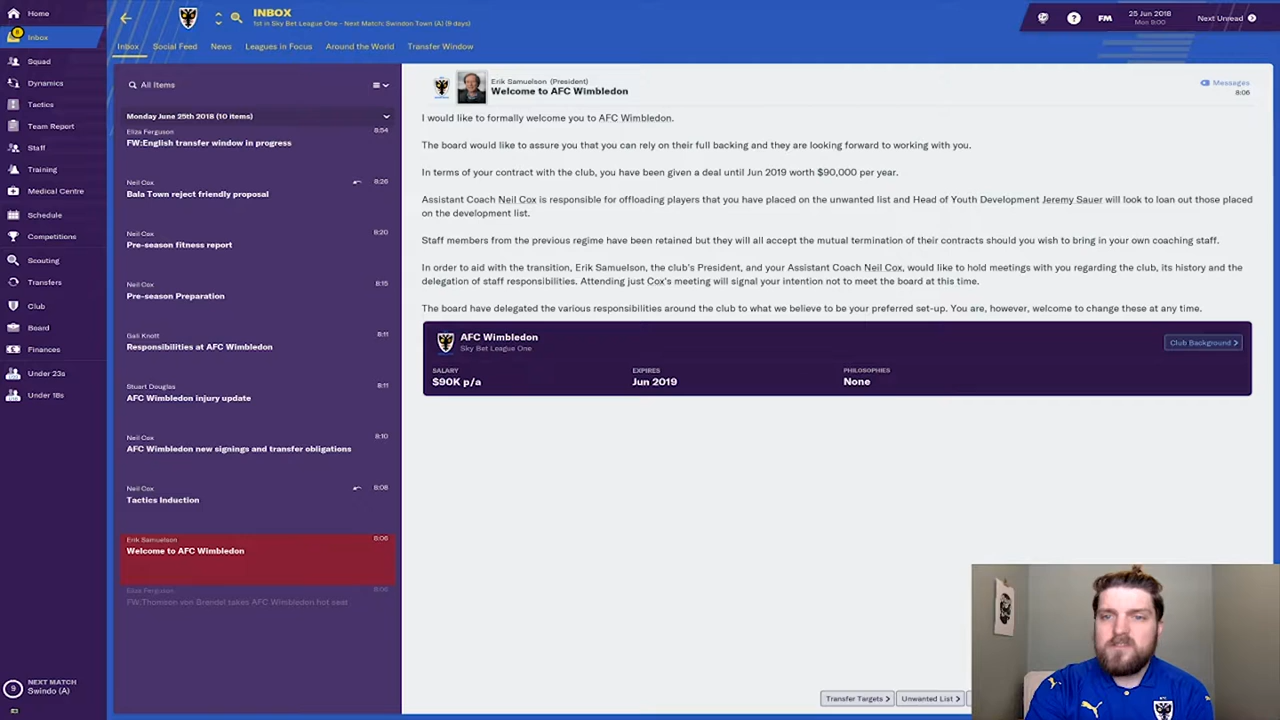 Home
INBOX
1st in Sky Bet League One - Next Match: Swindon Town (A) (9 days)
FM
25 Jun 2018
Mon 9:00
Next Unread
8
Inbox
Squad
Dynamics
Tactics
Team Report
Staff
Training
Medical Centre
Schedule
Competitions
Scouting
Transfers
Club
Board
Finances
Under 23s
Under 18s
9
NEXT MATCH
Swindo (A)
Inbox
Social Feed
News
Leagues in Focus
Around the World
Transfer Window
All Items
Monday June 25th 2018 (10 items)
Eliza Ferguson
8:54
FW:English transfer window in progress
Neil Cox
8:26
Bala Town reject friendly proposal
Neil Cox
8:20
Pre-season fitness report
Neil Cox
8:15
Pre-season Preparation
8:11
Responsibilities at AFC Wimbledon
Stuart Douglas
8:11
AFC Wimbledon injury update
Neil Cox
8:10
AFC Wimbledon new signings and transfer obligations
Neil Cox
8:08
Tactics Induction
Erik Samuelson
8:06
Welcome to AFC Wimbledon
Eliza Ferguson
8:06
FW:Thomsen von Brendel takes AFC Wimbledon hot seat
Erik Samuelson (President)
Welcome to AFC Wimbledon
Messages
8:06
I would like to formally welcome you to AFC Wimbledon.
The board would like to assure you that you can rely on their full backing and they are looking forward to working with you.
In terms of your contract with the club, you have been given a deal until Jun 2019 worth $90,000 per year.
Assistant Coach Neil Cox is responsible for offloading players that you have placed on the unwanted list and Head of Youth Development Jeremy Sauer will look to loan out those placed
on the development list.
Staff members from the previous regime have been retained but they will all accept the mutual termination of their contracts should you wish to bring in your own coaching staff.
In order to aid with the transition, Erik Samuelson, the club's President, and your Assistant Coach Neil Cox, would like to hold meetings with you regarding the club, its history and the
delegation of staff responsibilities. Attending just Cox's meeting will signal your intention not to meet the board at this time.
The board have delegated the various responsibilities around the club to what we believe to be your preferred set-up. You are, however, welcome to change these at any time.
AFC Wimbledon
Sky Bet League One
Club Background
SALARY
$90K p/a
EXPIRES
Jun 2019
PHILOSOPHIES
None
Transfer Targets
Unwanted List